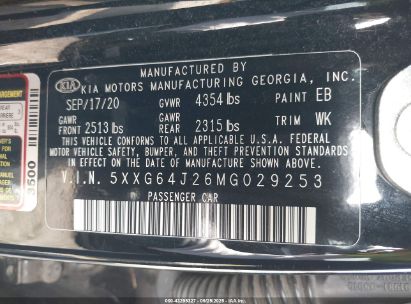 MANUFACTURED BY
KIA KIA MOTORS MANUFACTURING GEORGIA, INC.
SEP/17/20 GVWR 4354 lbs PAINT EB
GAWR GAWR
FRONT 2513 lbs REAR 2315 lbs TRIM WK
THIS VEHICLE CONFORMS TO ALL APPLICABLE U.S. FEDERAL
MOTOR VEHICLE SAFETY, BUMPER, AND THEFT PREVENTION STANDARDS
IN EFFECT ON THE DATE OF MANUFACTURE SHOWN ABOVE.
V.I.N. 5XXG64J26MG029253
PASSENGER CAR